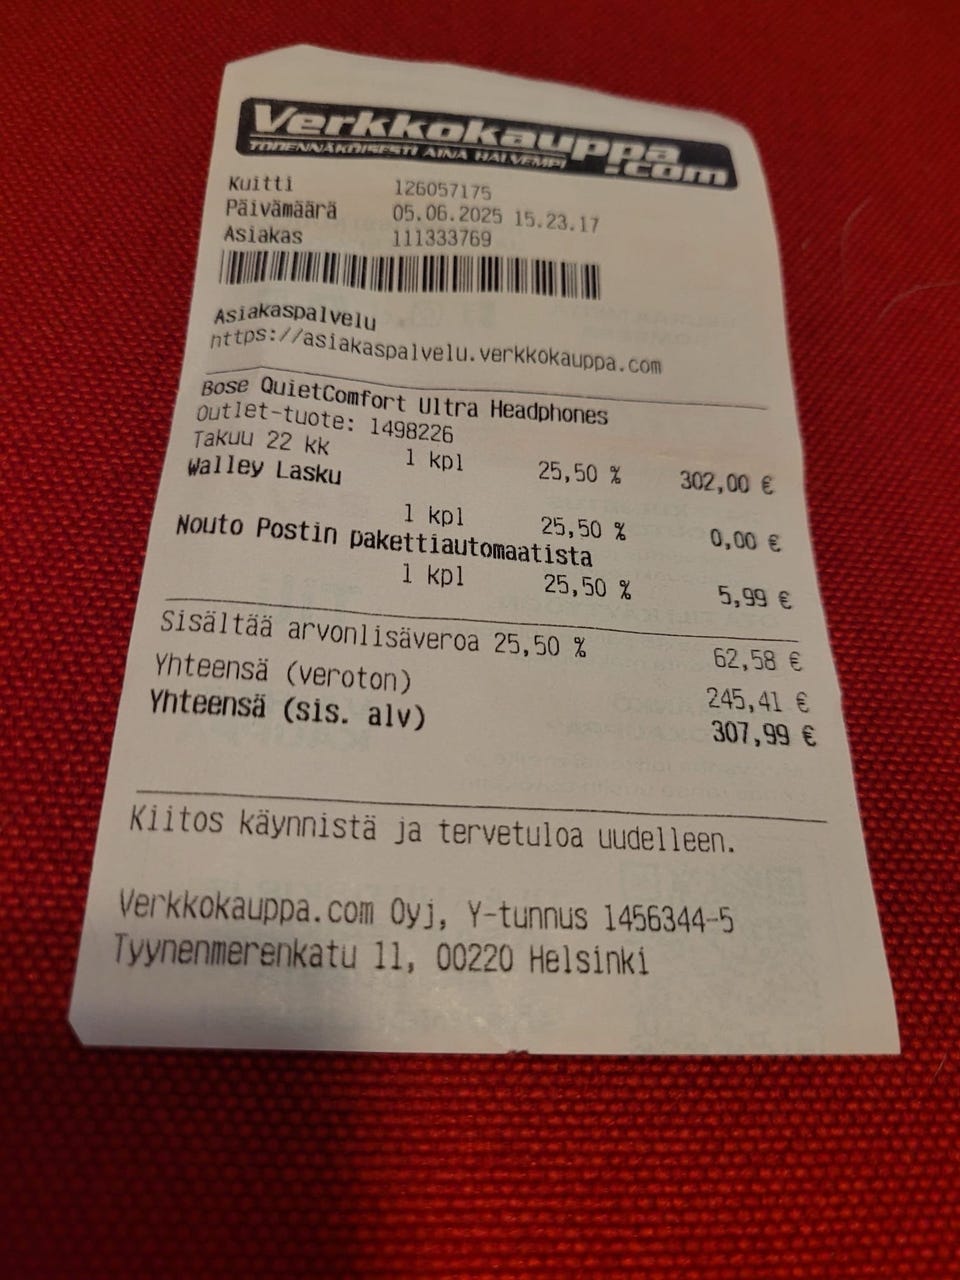 Verkkokauppa
.com
TODENNÄKÖISESTI AINA HALVEMPI
Kuitti 126057175
Päivämäärä 05.06.2025 15.23.17
Asiakas 111333769
Asiakaspalvelu
https://asiakaspalvelu.verkkokauppa.com
Bose QuietComfort Ultra Headphones
Outlet-tuote: 1498226
Takuu 22 kk
1 kpl 25,50 % 302,00 €
Walley Lasku
1 kpl 25,50 % 0,00 €
Nouto Postin pakettiautomaatista
1 kpl 25,50 % 5,99 €
Sisältää arvonlisäveroa 25,50 % 62,58 €
Yhteensä (veroton) 245,41 €
Yhteensä (sis. alv) 307,99 €
Kiitos käynnistä ja tervetuloa uudelleen.
Verkkokauppa.com Oyj, Y-tunnus 1456344-5
Tyynenmerenkatu 11, 00220 Helsinki